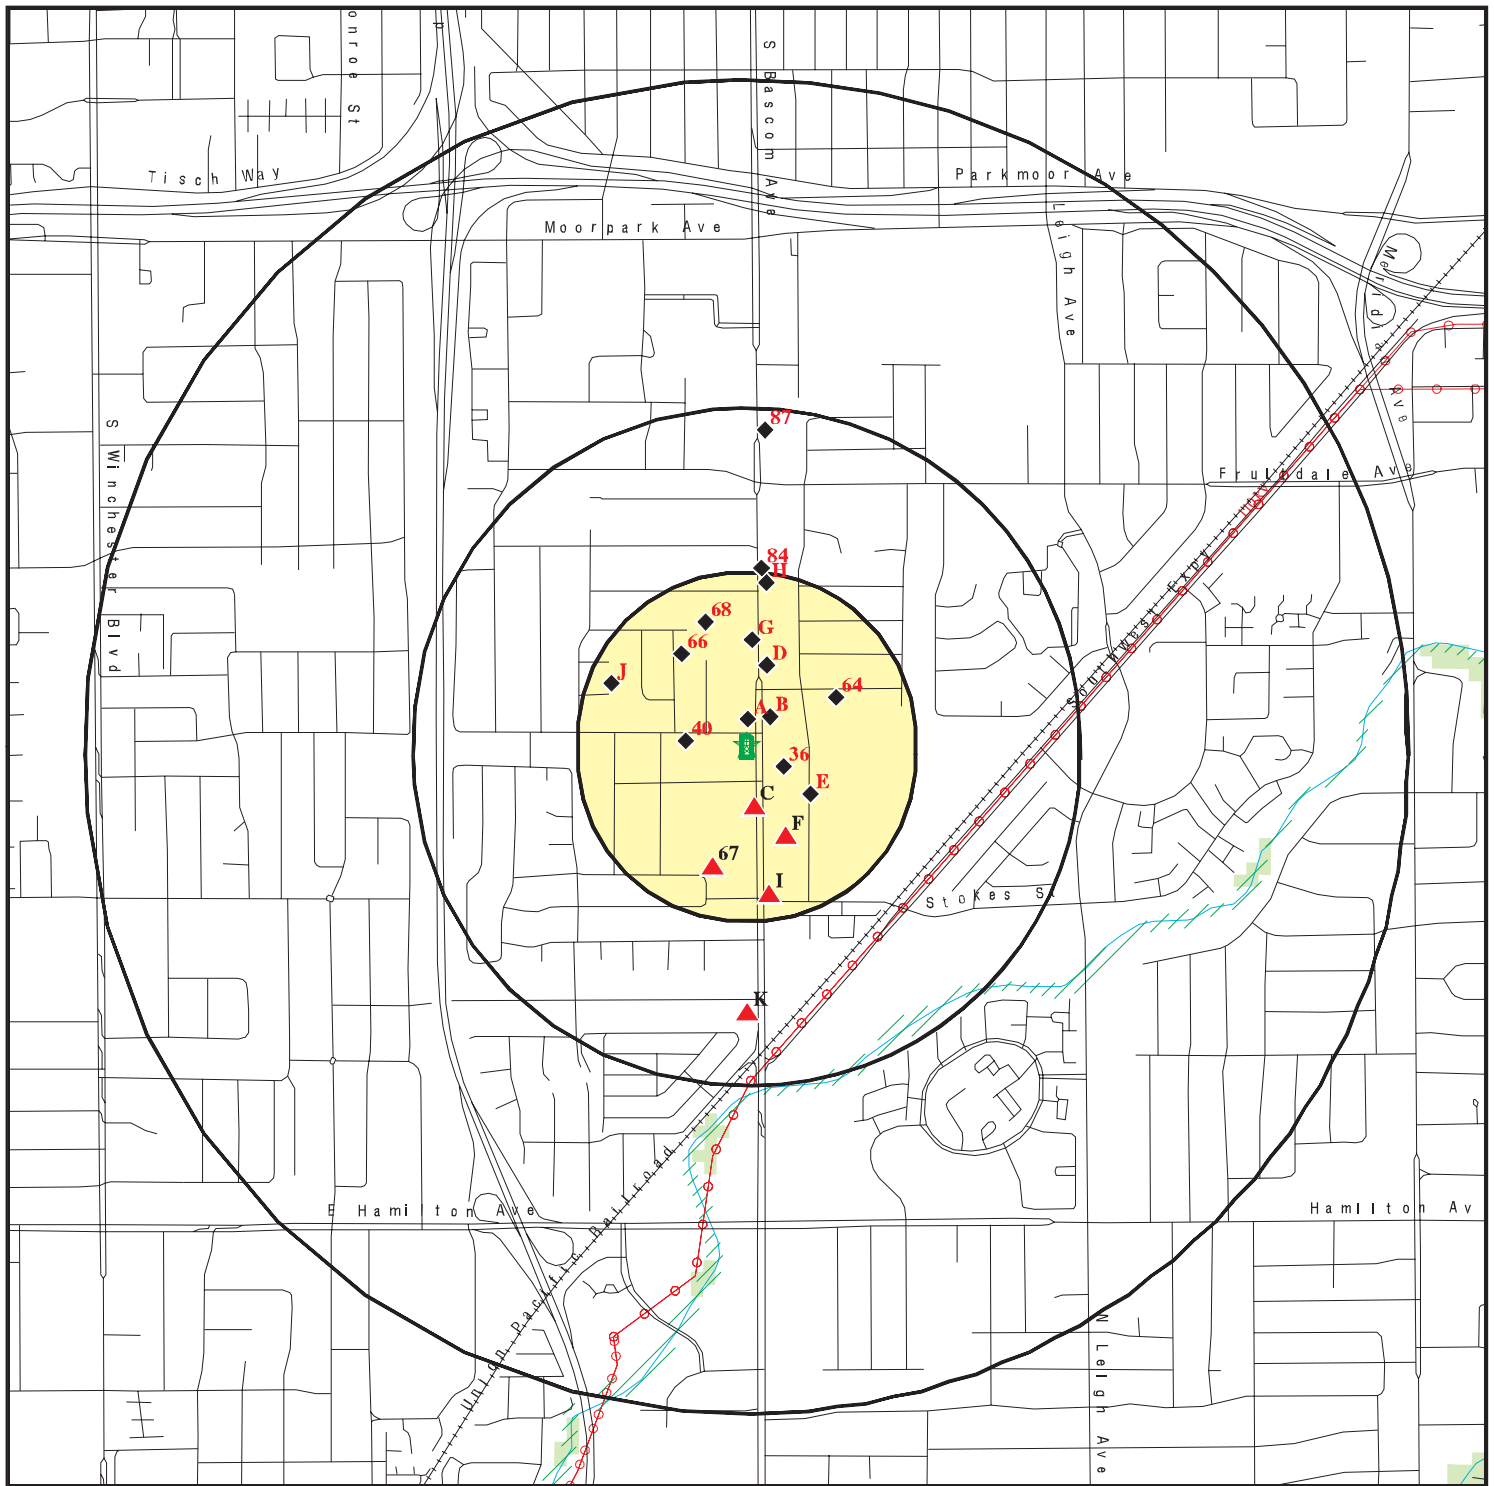 onroe St
p
S Bascom Ave
Tisch Way
Parkmoor Ave
Moorpark Ave
Leigh Ave
Ave
S Winchester Blvd
87
Southwest Expy
84
H
68
G
66
D
J
64
A
B
40
36
E
C
F
67
I
Stokes St
K
Union Pacific Railroad
E Hamilton Ave
Hamilton Av
N Leigh Ave